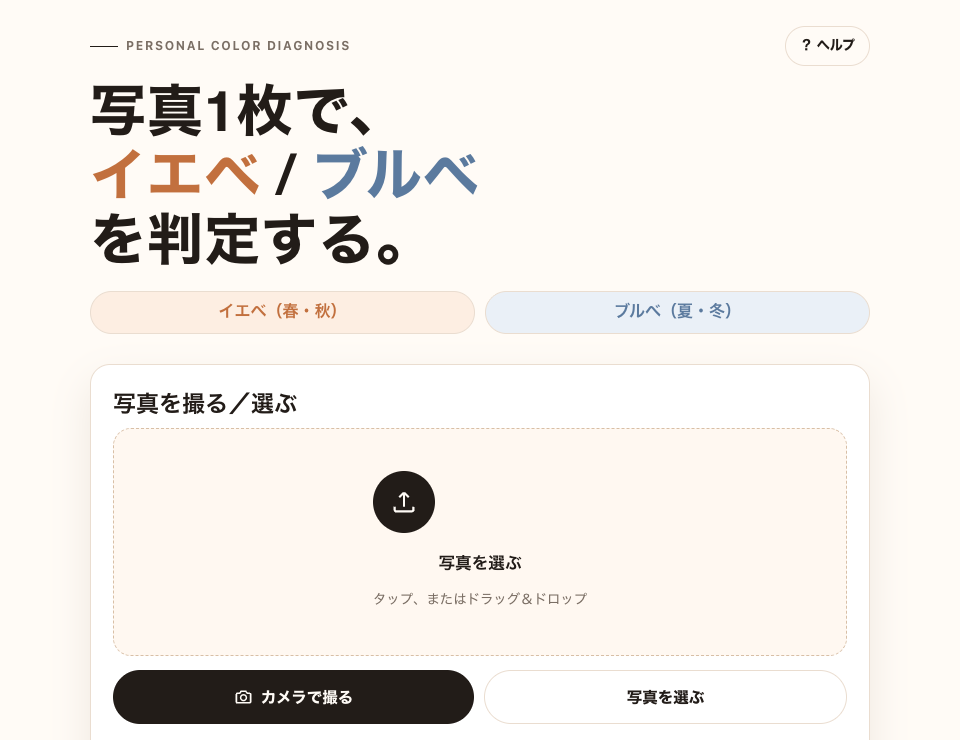 PERSONAL COLOR DIAGNOSIS
? ヘルプ
写真1枚で、
イエベ / ブルベ
を判定する。
イエベ（春・秋）
ブルベ（夏・冬）
写真を撮る／選ぶ
写真を選ぶ
タップ、またはドラッグ＆ドロップ
カメラで撮る
写真を選ぶ